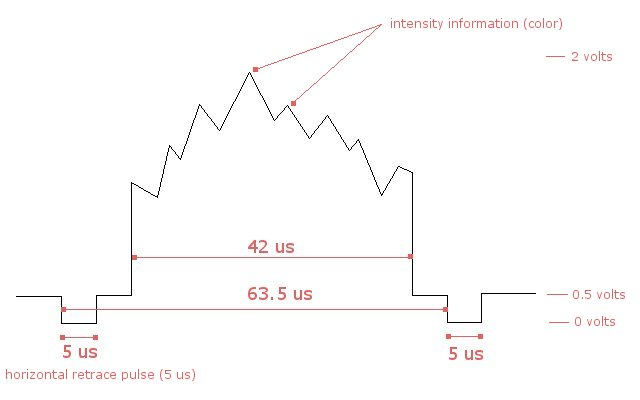 intensity information (color)
2 volts
42 us
63.5 us
0.5 volts
0 volts
5 us
5 us
horizontal retrace pulse (5 us)